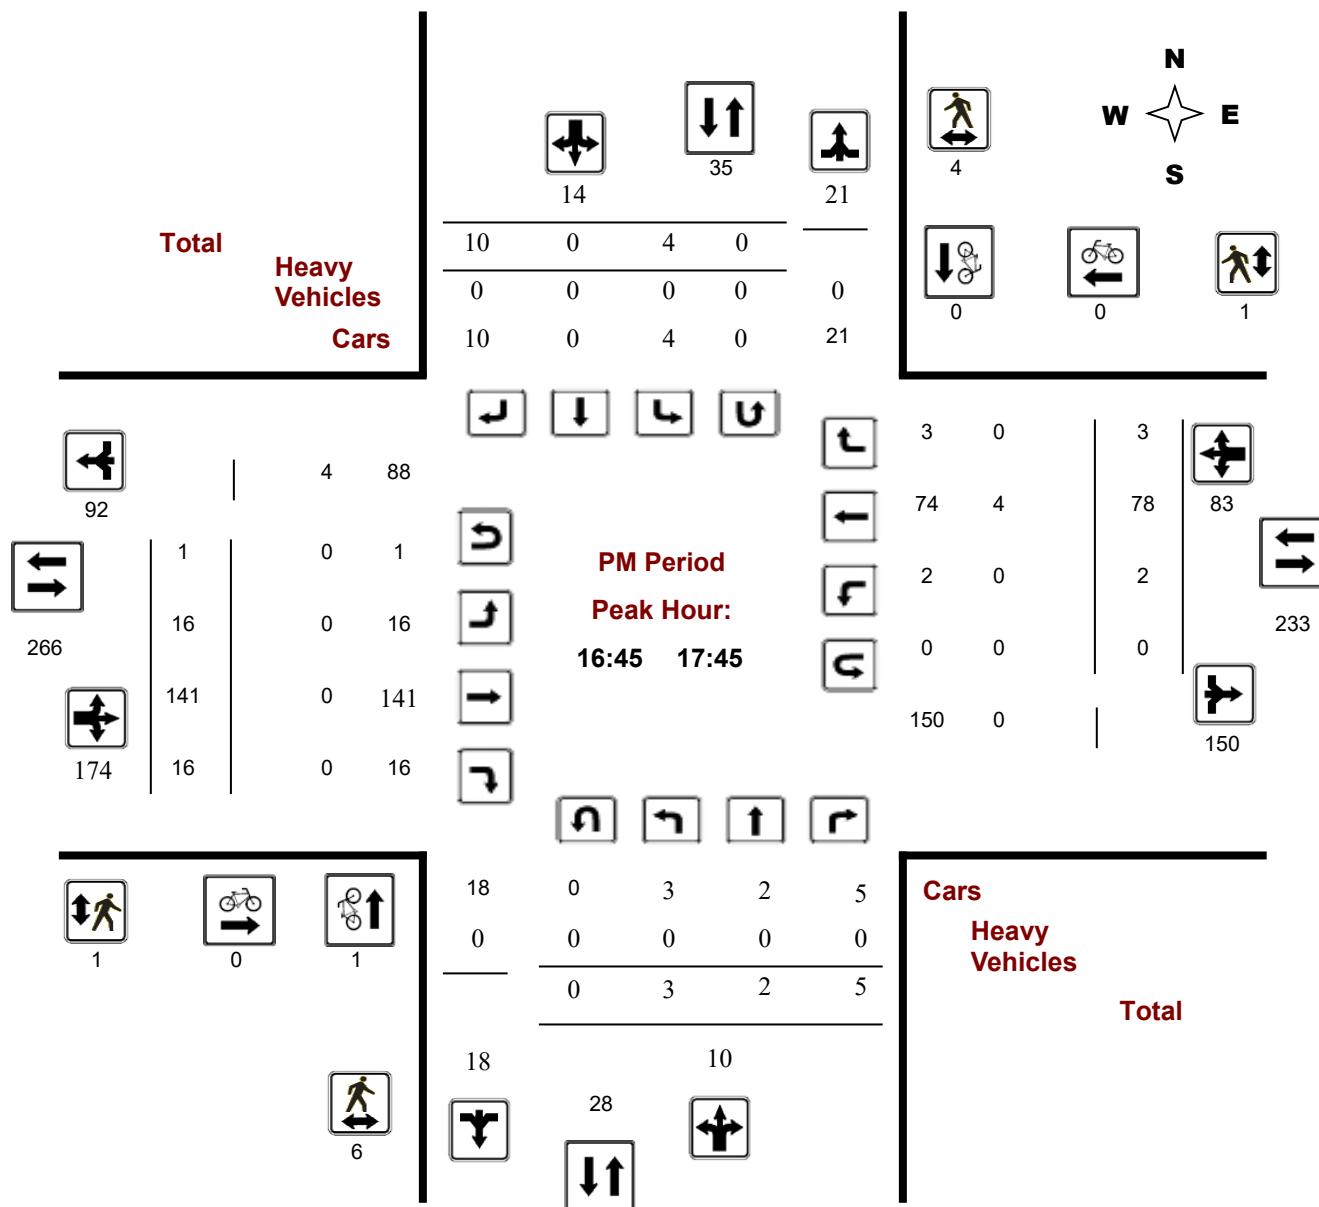 N
W E
S
35
14 21 4
Total 10 0 4 0
Heavy
Vehicles 0 0 0 0 0 0 0 1
Cars 10 0 4 0 21
3 0 3
4 88
92 74 4 78 83
1 0 1
PM Period
2 0 2
Peak Hour:
16 0 16 233
266 16:45 17:45 0 0 0
141 0 141
150 0
150
174 16 0 16
18 0 3 2 5 Cars
0 0 0 0 0 Heavy
Vehicles
1 0 1
0 3 2 5
Total
18 10
28
6